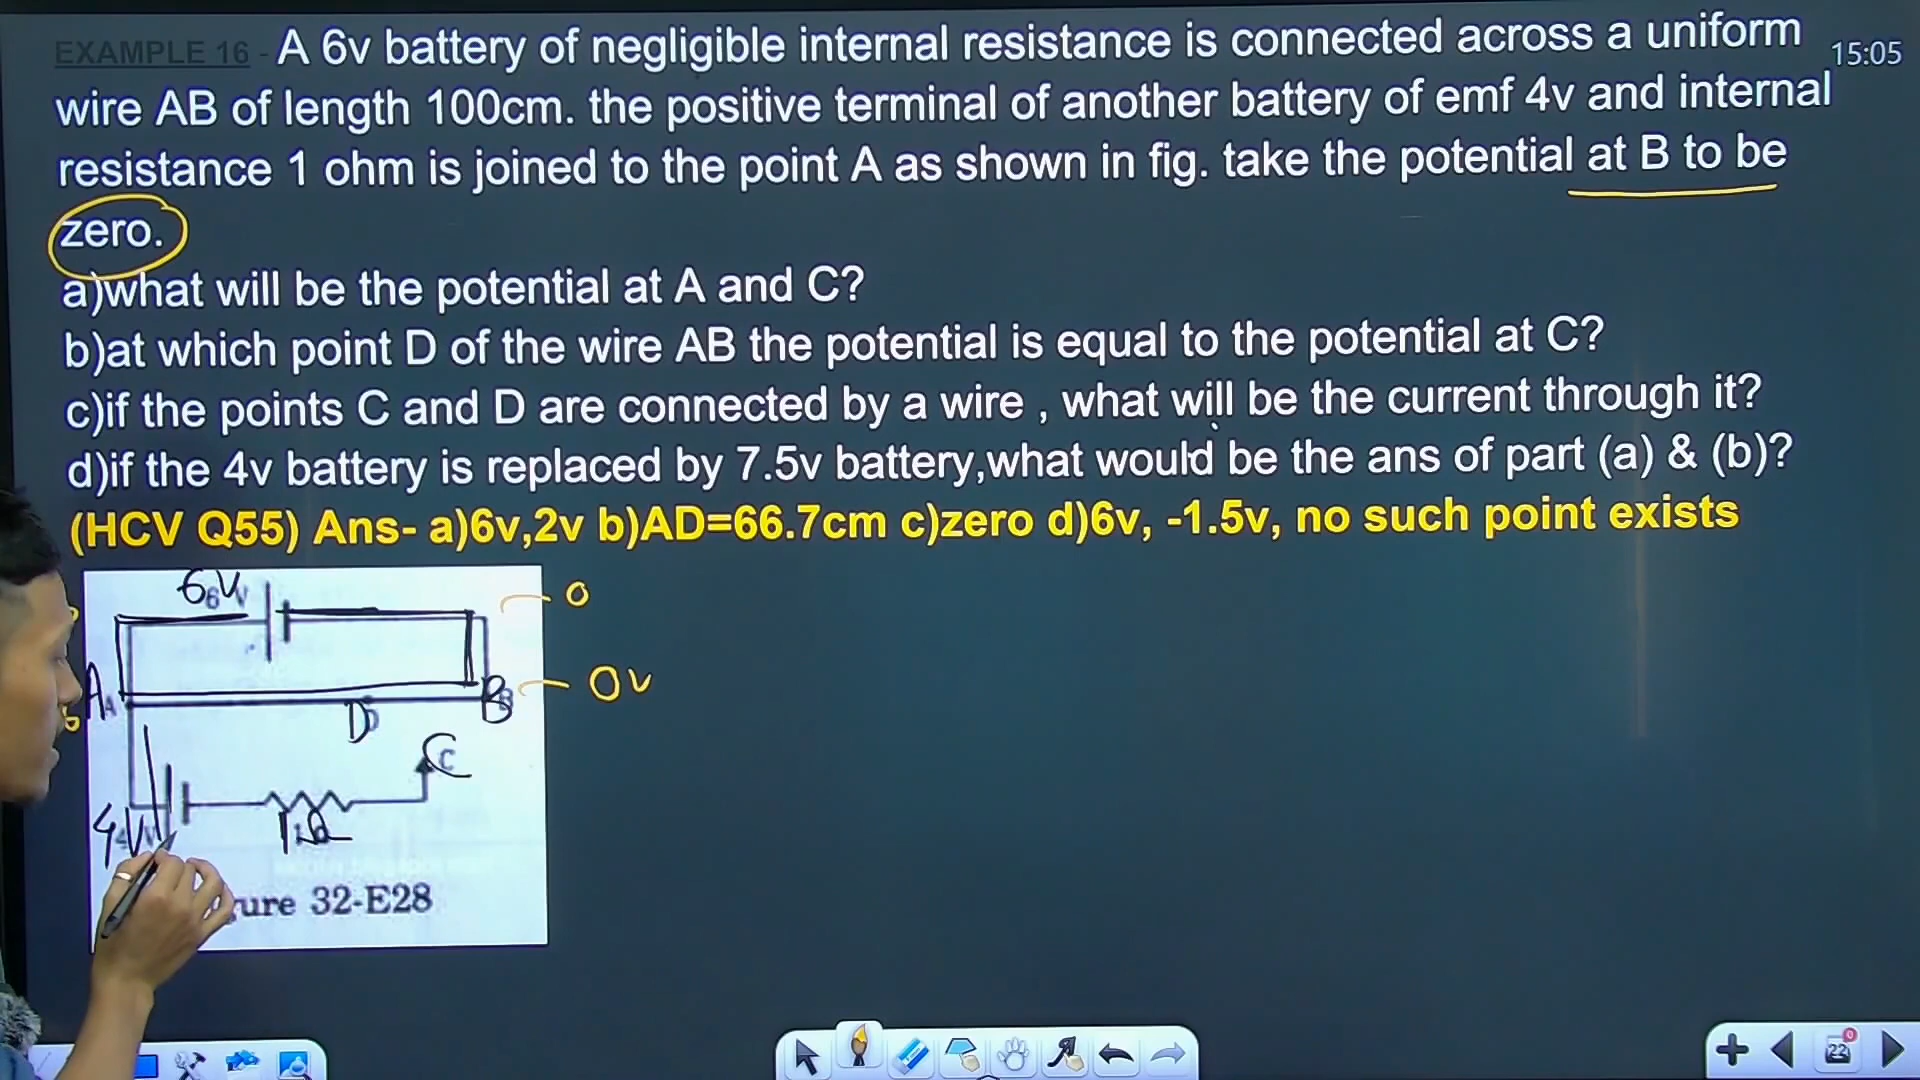 EXAMPLE 16 - A 6v battery of negligible internal resistance is connected across a uniform
15:05
wire AB of length 100cm. the positive terminal of another battery of emf 4v and internal
resistance 1 ohm is joined to the point A as shown in fig. take the potential at B to be
zero.
a)what will be the potential at A and C?
b)at which point D of the wire AB the potential is equal to the potential at C?
c)if the points C and D are connected by a wire , what will be the current through it?
d)if the 4v battery is replaced by 7.5v battery,what would be the ans of part (a) & (b)?
(HCV Q55) Ans- a)6v,2v b)AD=66.7cm c)zero d)6v, -1.5v, no such point exists
6V
0
A
B
0v
D
C
4V
1Ω
ure 32-E28
22